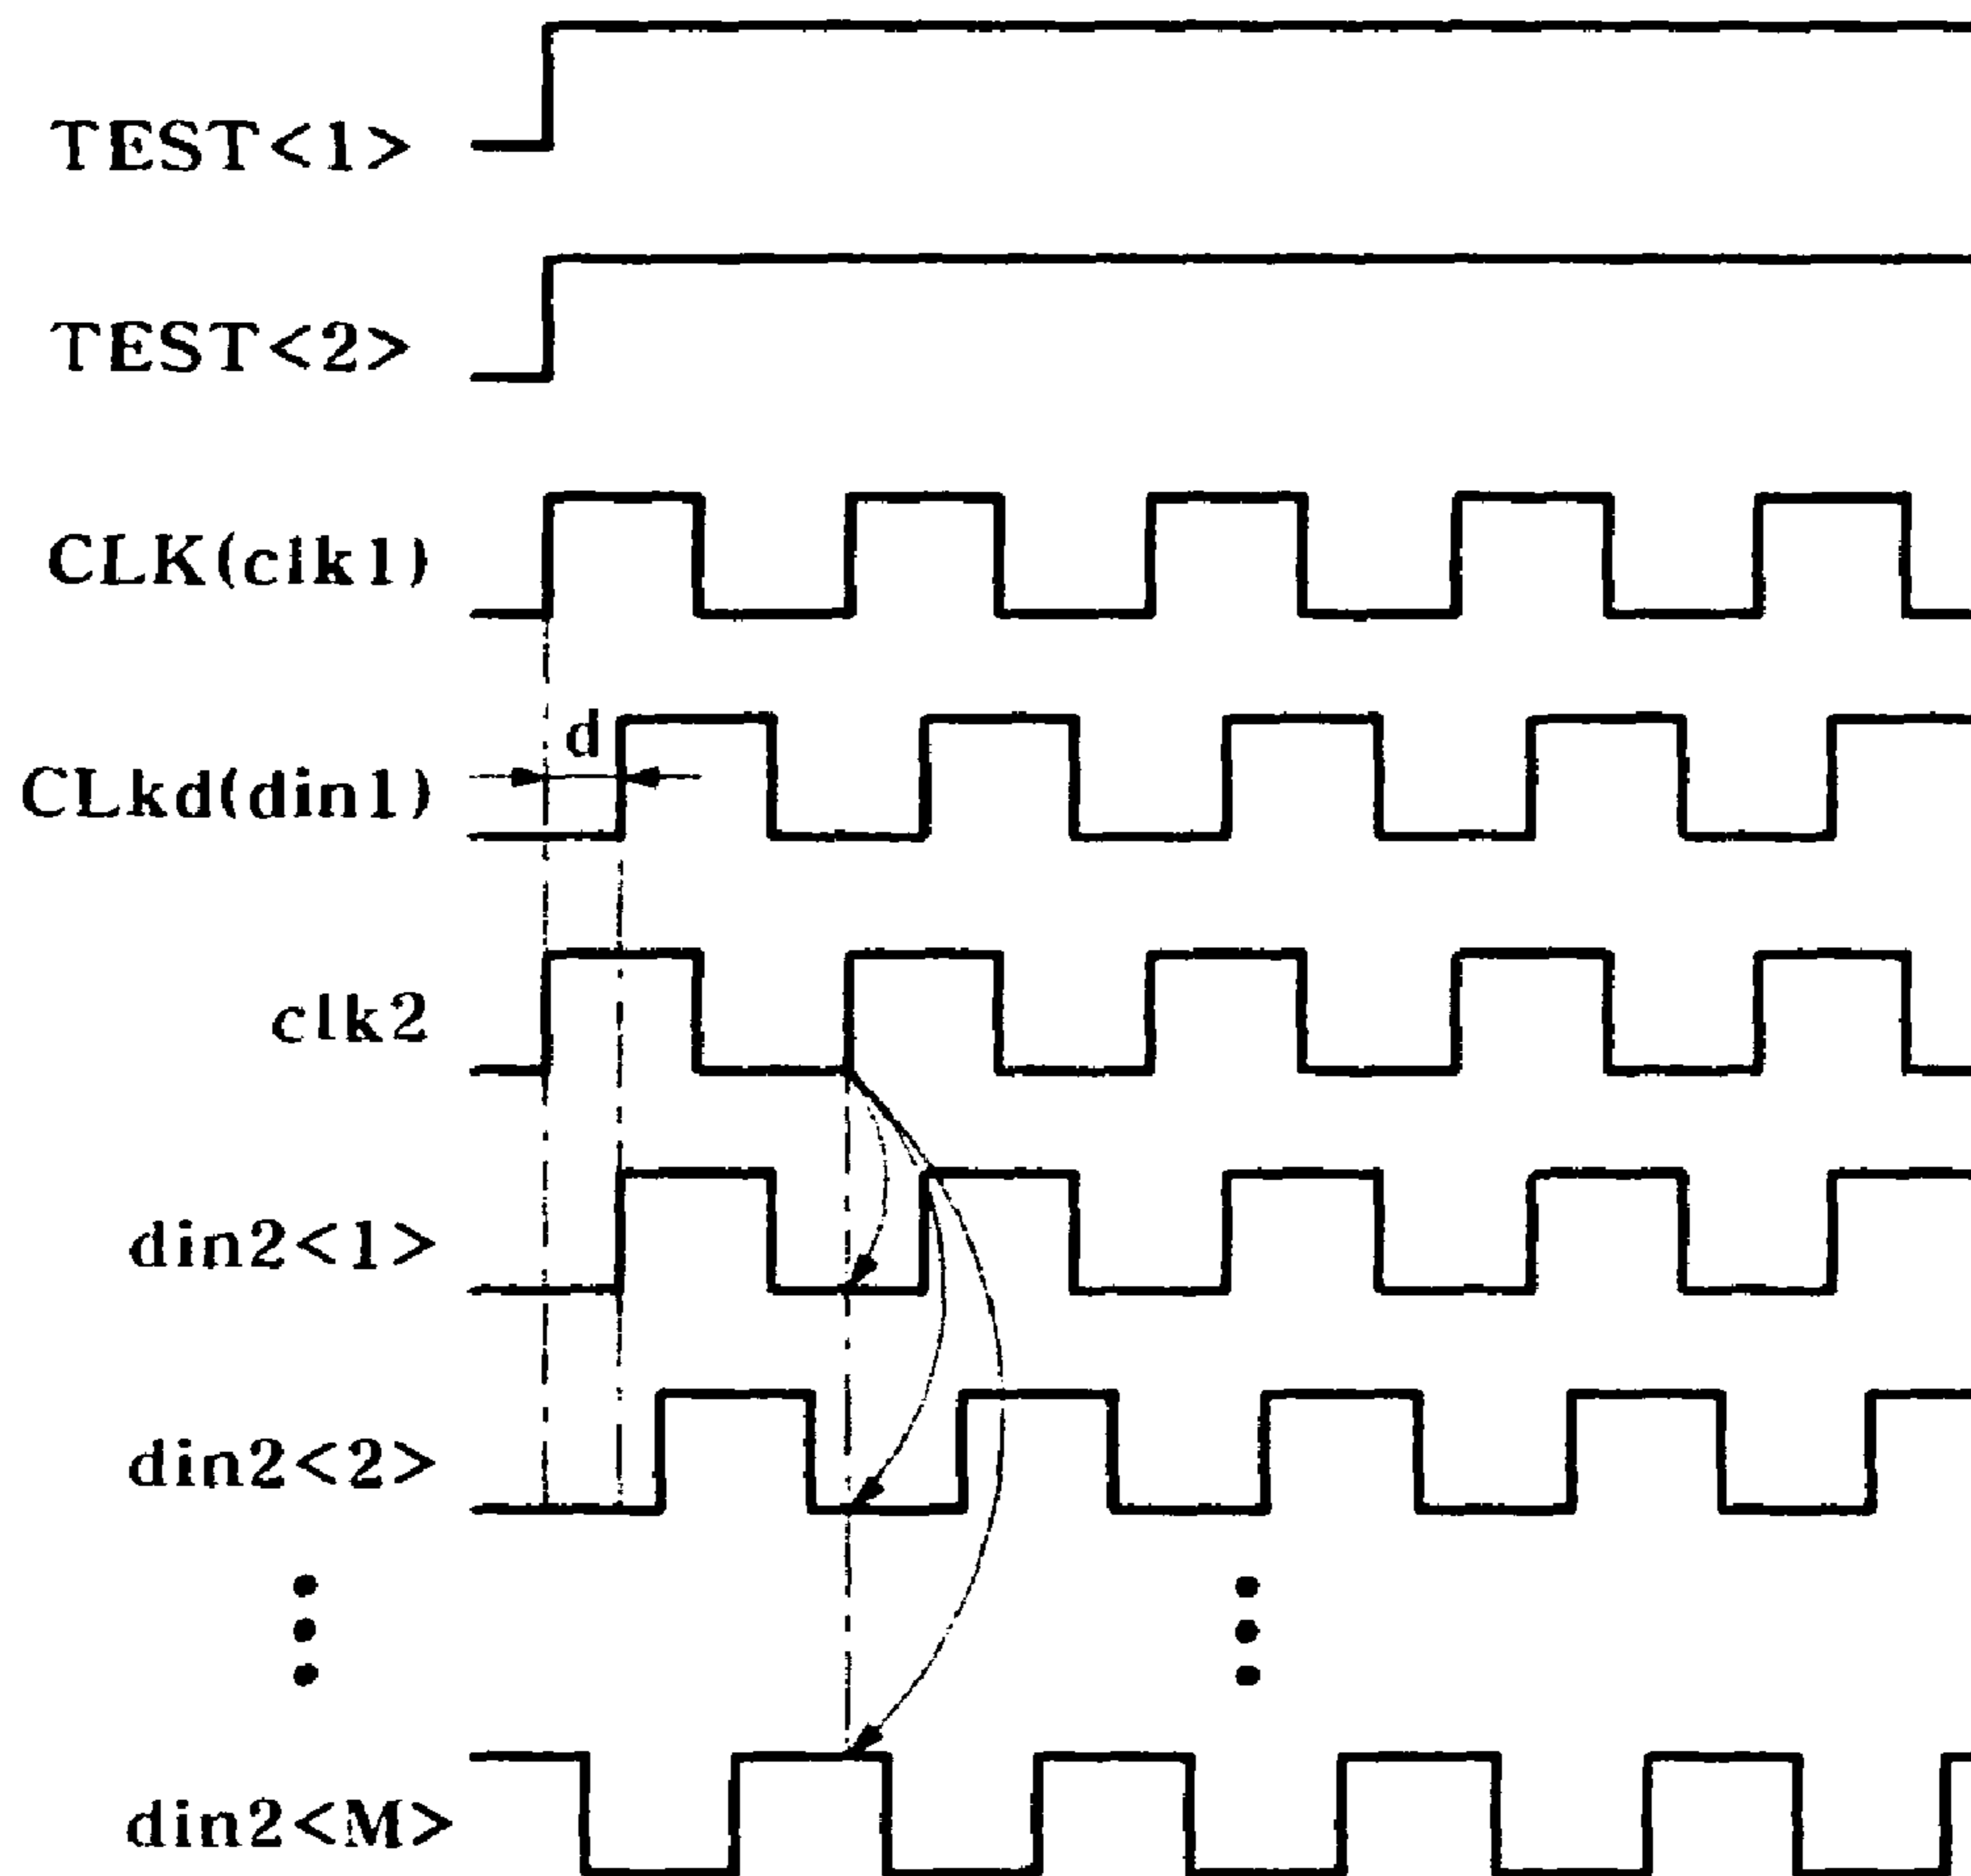 TEST<1>
TEST<2>
CLK(clk1)
d
CLkd(din1)
clk2
din2<1>
din2<2>
din2<M>